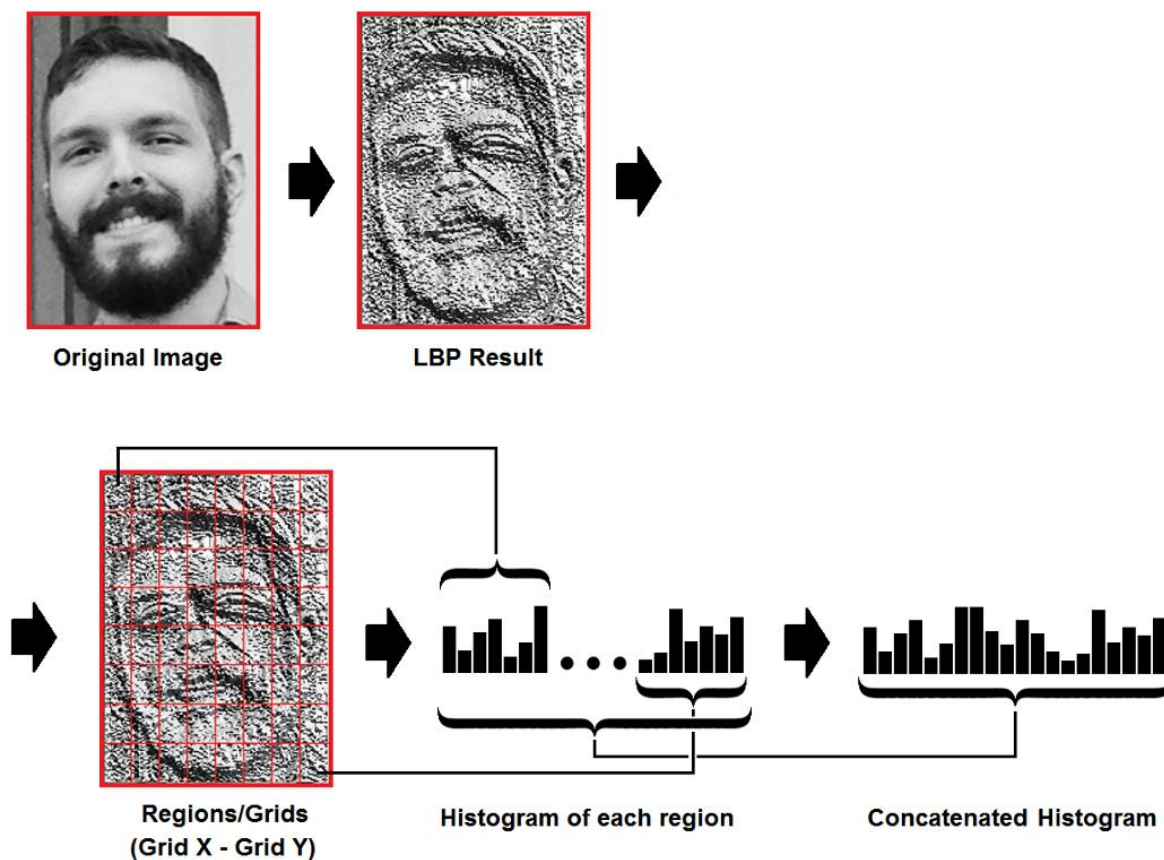 Original Image
LBP Result
Regions/Grids
(Grid X - Grid Y)
Histogram of each region
Concatenated Histogram